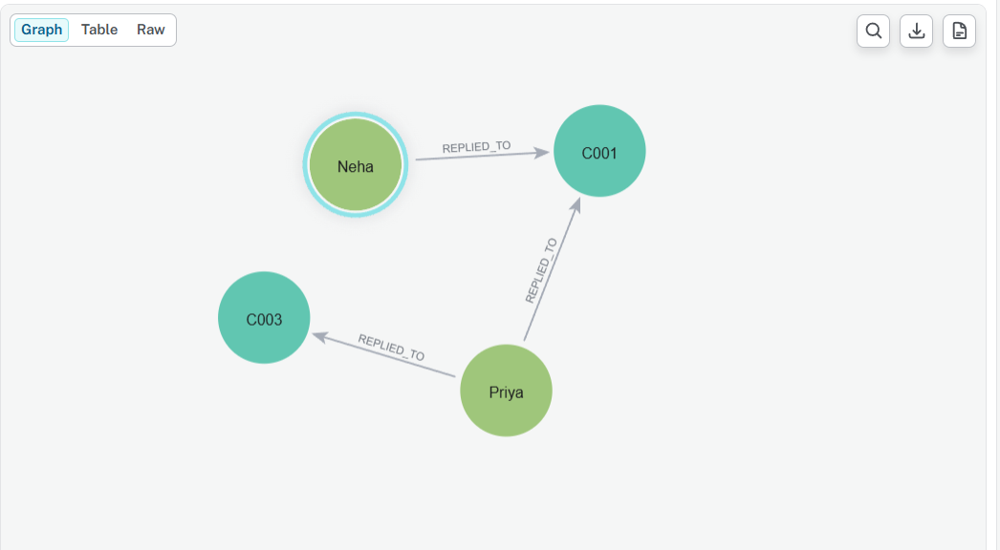 Graph Table Raw
Neha
REPLIED_TO
C001
REPLIED_TO
C003
REPLIED_TO
Priya